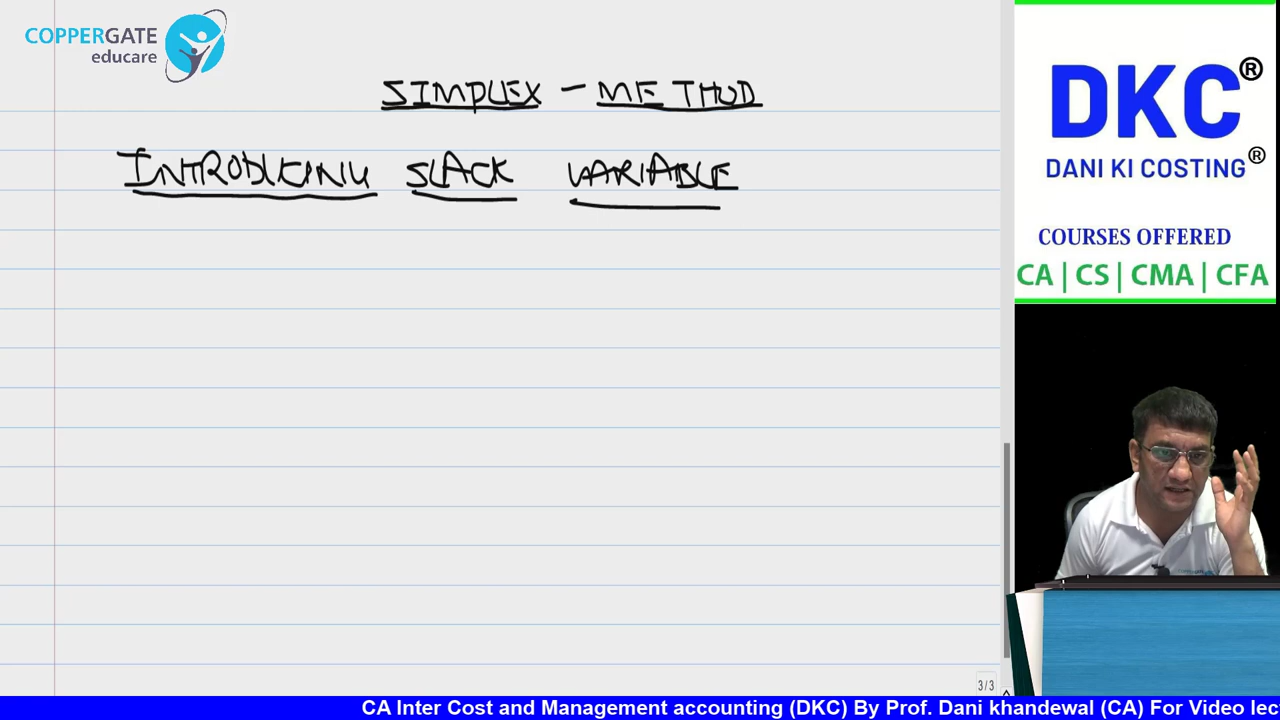 COPPERGATE
educare
SIMPLEX - METHOD
INTRODUCING SLACK VARIABLE
DKC®
DANI KI COSTING®
COURSES OFFERED
CA | CS | CMA | CFA
3/3
CA Inter Cost and Management accounting (DKC) By Prof. Dani khandewal (CA) For Video lec